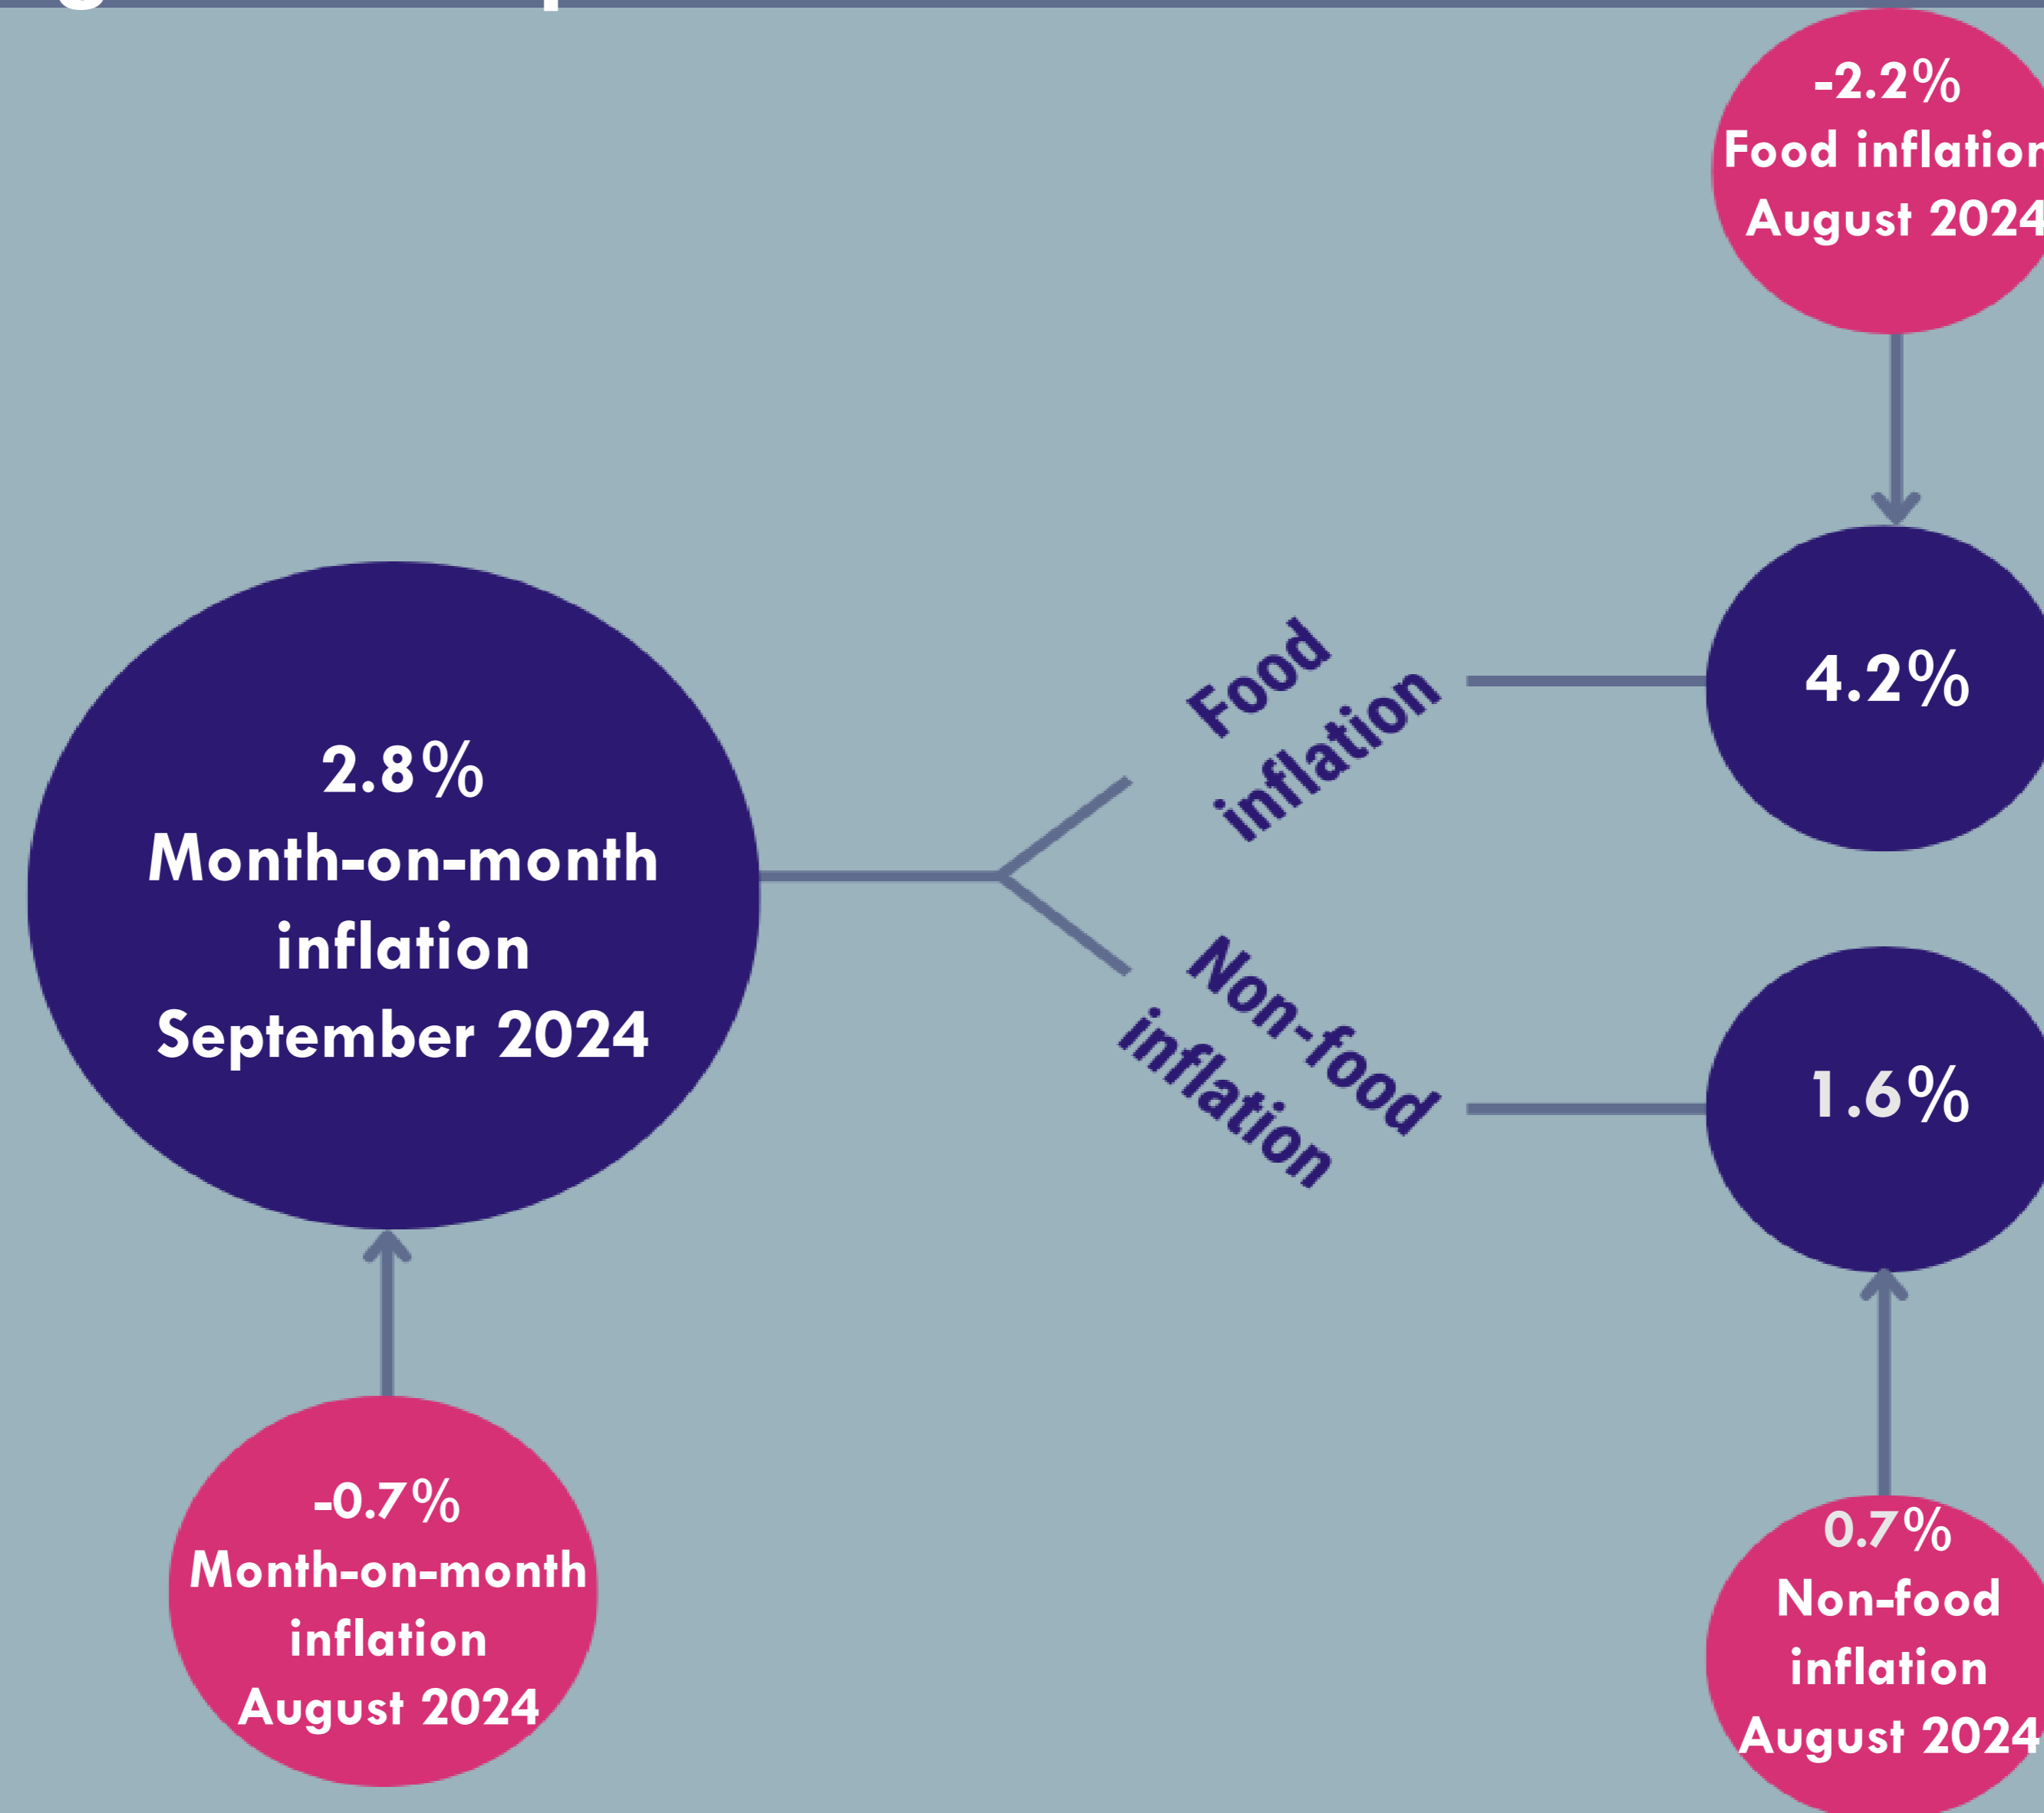 -2.2%
Food inflation
August 2024
Food
inflation
4.2%
2.8%
Month-on-month
inflation
September 2024
Non-food
inflation
1.6%
-0.7%
Month-on-month
inflation
August 2024
0.7%
Non-food
inflation
August 2024